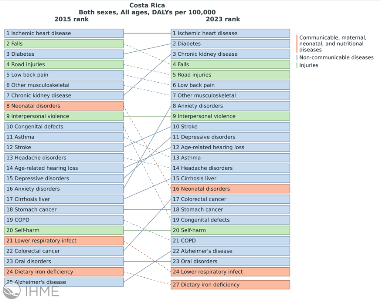 Costa Rica
Both sexes, All ages, DALYs per 100,000
2015 rank
2023 rank
1 Ischemic heart disease
2 Falls
3 Diabetes
4 Road injuries
5 Low back pain
6 Other musculoskeletal
7 Chronic kidney disease
8 Neonatal disorders
9 Interpersonal violence
10 Congenital defects
11 Asthma
12 Stroke
13 Headache disorders
14 Age-related hearing loss
15 Depressive disorders
16 Anxiety disorders
17 Cirrhosis liver
18 Stomach cancer
19 COPD
20 Self-harm
21 Lower respiratory infect
22 Colorectal cancer
23 Oral disorders
24 Dietary iron deficiency
25 Alzheimer's disease
1 Ischemic heart disease
2 Diabetes
3 Chronic kidney disease
4 Falls
5 Road injuries
6 Low back pain
7 Other musculoskeletal
8 Anxiety disorders
9 Interpersonal violence
10 Stroke
11 Depressive disorders
12 Age-related hearing loss
13 Asthma
14 Headache disorders
15 Cirrhosis liver
16 Neonatal disorders
17 Colorectal cancer
18 Stomach cancer
19 Congenital defects
20 Self-harm
21 COPD
22 Alzheimer's disease
23 Oral disorders
24 Lower respiratory infect
27 Dietary iron deficiency
Communicable, maternal,
neonatal, and nutritional
diseases
Non-communicable diseases
Injuries
IHME